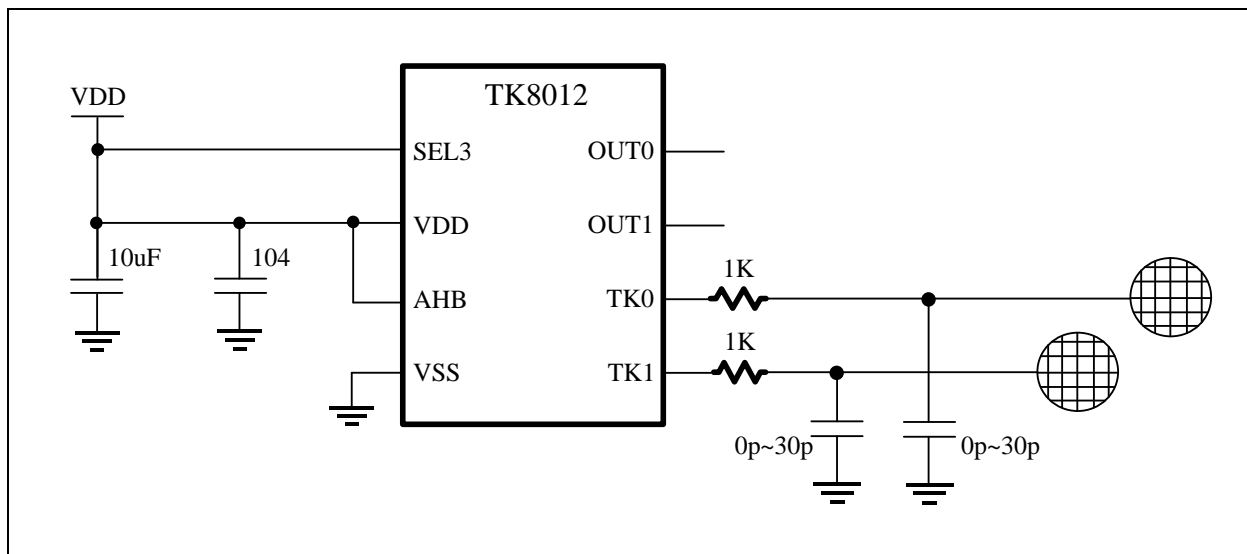 TK8012
VDD
SEL3
OUT0
VDD
OUT1
10uF
104
1K
AHB
TK0
1K
VSS
TK1
0p~30p
0p~30p